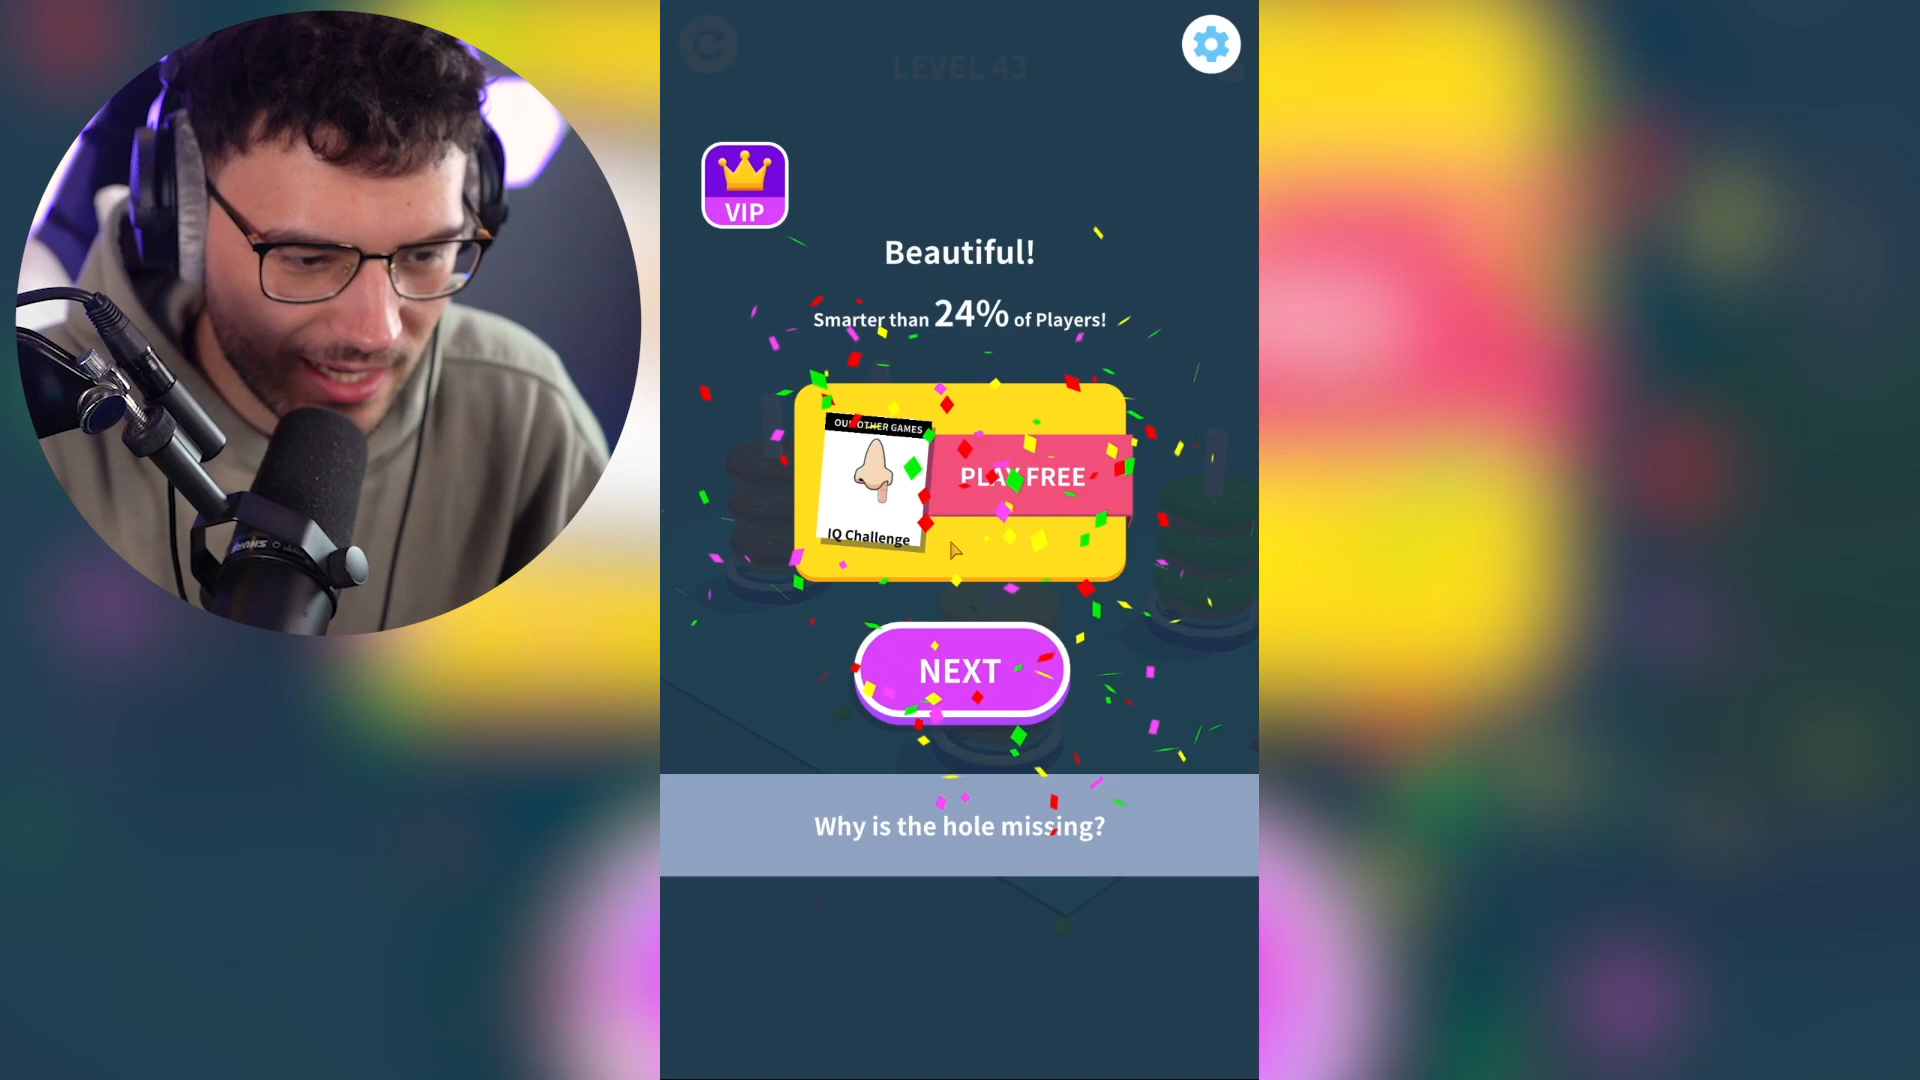 LEVEL 43
VIP
Beautiful!
Smarter than 24% of Players!
OUR OTHER GAMES
PLAY FREE
IQ Challenge
NEXT
Why is the hole missing?
SHURE